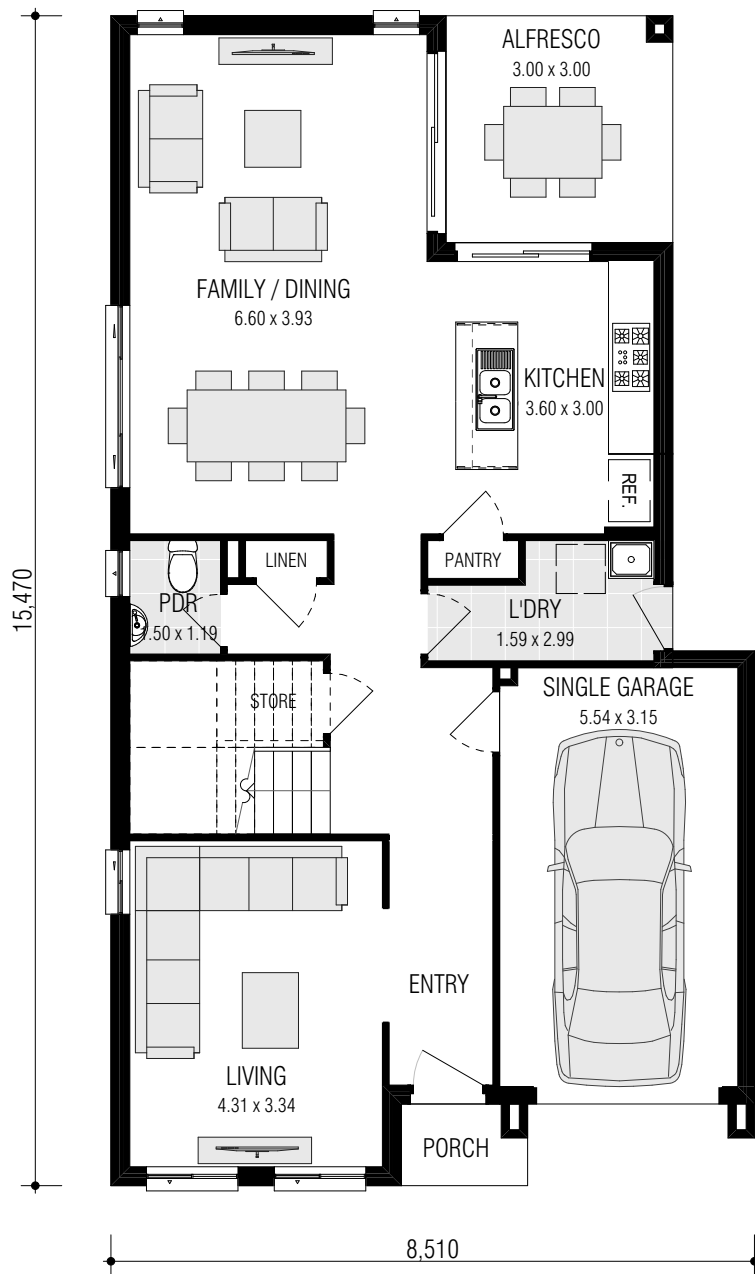 ALFRESCO
3.00 x 3.00
FAMILY / DINING
6.60 x 3.93
KITCHEN
3.60 x 3.00
REF.
LINEN
PANTRY
PDR
.50 x 1.19
L'DRY
1.59 x 2.99
15,470
STORE
SINGLE GARAGE
5.54 x 3.15
ENTRY
LIVING
4.31 x 3.34
PORCH
8,510